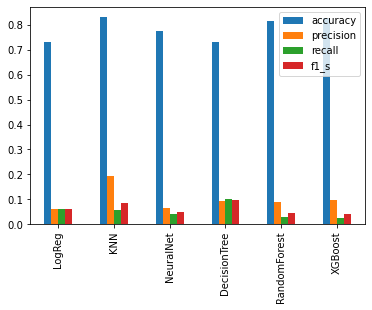 0.8
0.7
0.6
0.5
0.4
0.3
0.2
0.1
0.0
accuracy
precision
recall
f1_s
LogReg
KNN
NeuralNet
DecisionTree
RandomForest
XGBoost